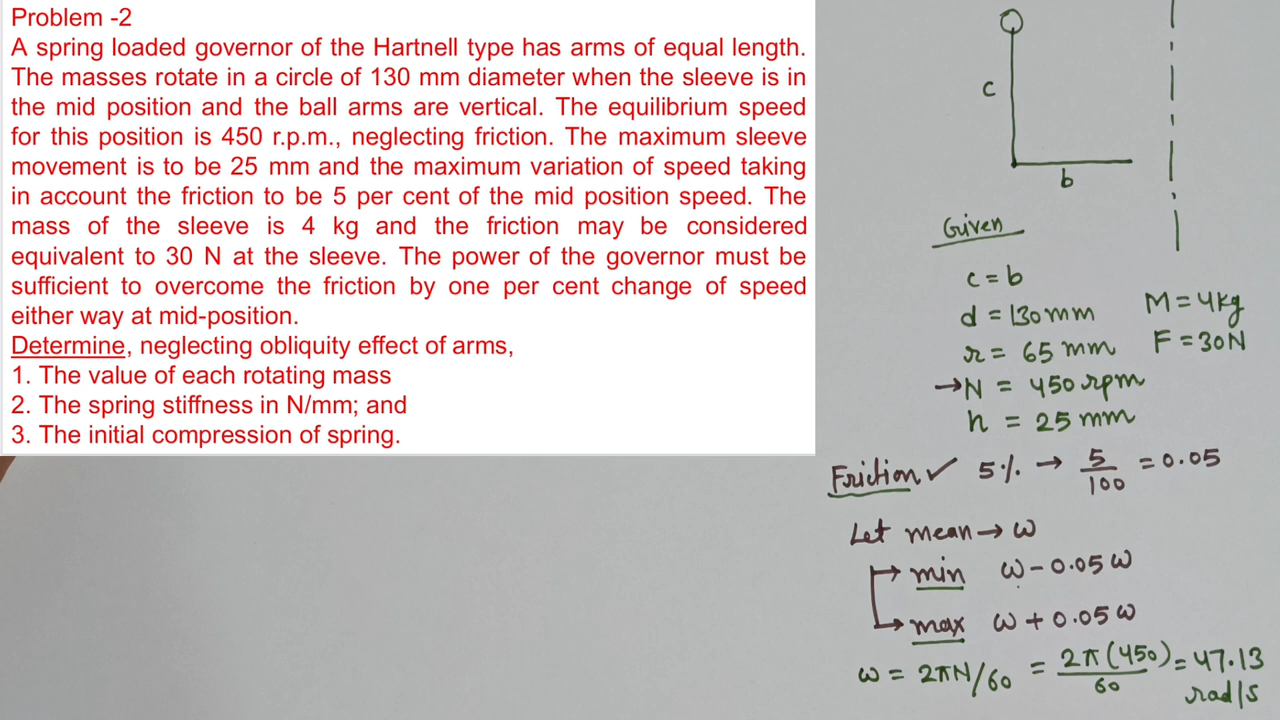 Problem -2
A spring loaded governor of the Hartnell type has arms of equal length.
The masses rotate in a circle of 130 mm diameter when the sleeve is in
the mid position and the ball arms are vertical. The equilibrium speed
for this position is 450 r.p.m., neglecting friction. The maximum sleeve
movement is to be 25 mm and the maximum variation of speed taking
in account the friction to be 5 per cent of the mid position speed. The
mass of the sleeve is 4 kg and the friction may be considered
equivalent to 30 N at the sleeve. The power of the governor must be
sufficient to overcome the friction by one per cent change of speed
either way at mid-position.
Determine, neglecting obliquity effect of arms,
1. The value of each rotating mass
2. The spring stiffness in N/mm; and
3. The initial compression of spring.
c
b
Given
c = b
d = 130mm
r = 65 mm
→N = 450 rpm
h = 25 mm
M = 4kg
F = 30N
Friction ✓ 5% → 5/100 = 0.05
Let mean → ω
→ min ω - 0.05 ω
→ max ω + 0.05 ω
ω = 2πN/60 = 2π(450)/60 = 47.13
rad/s